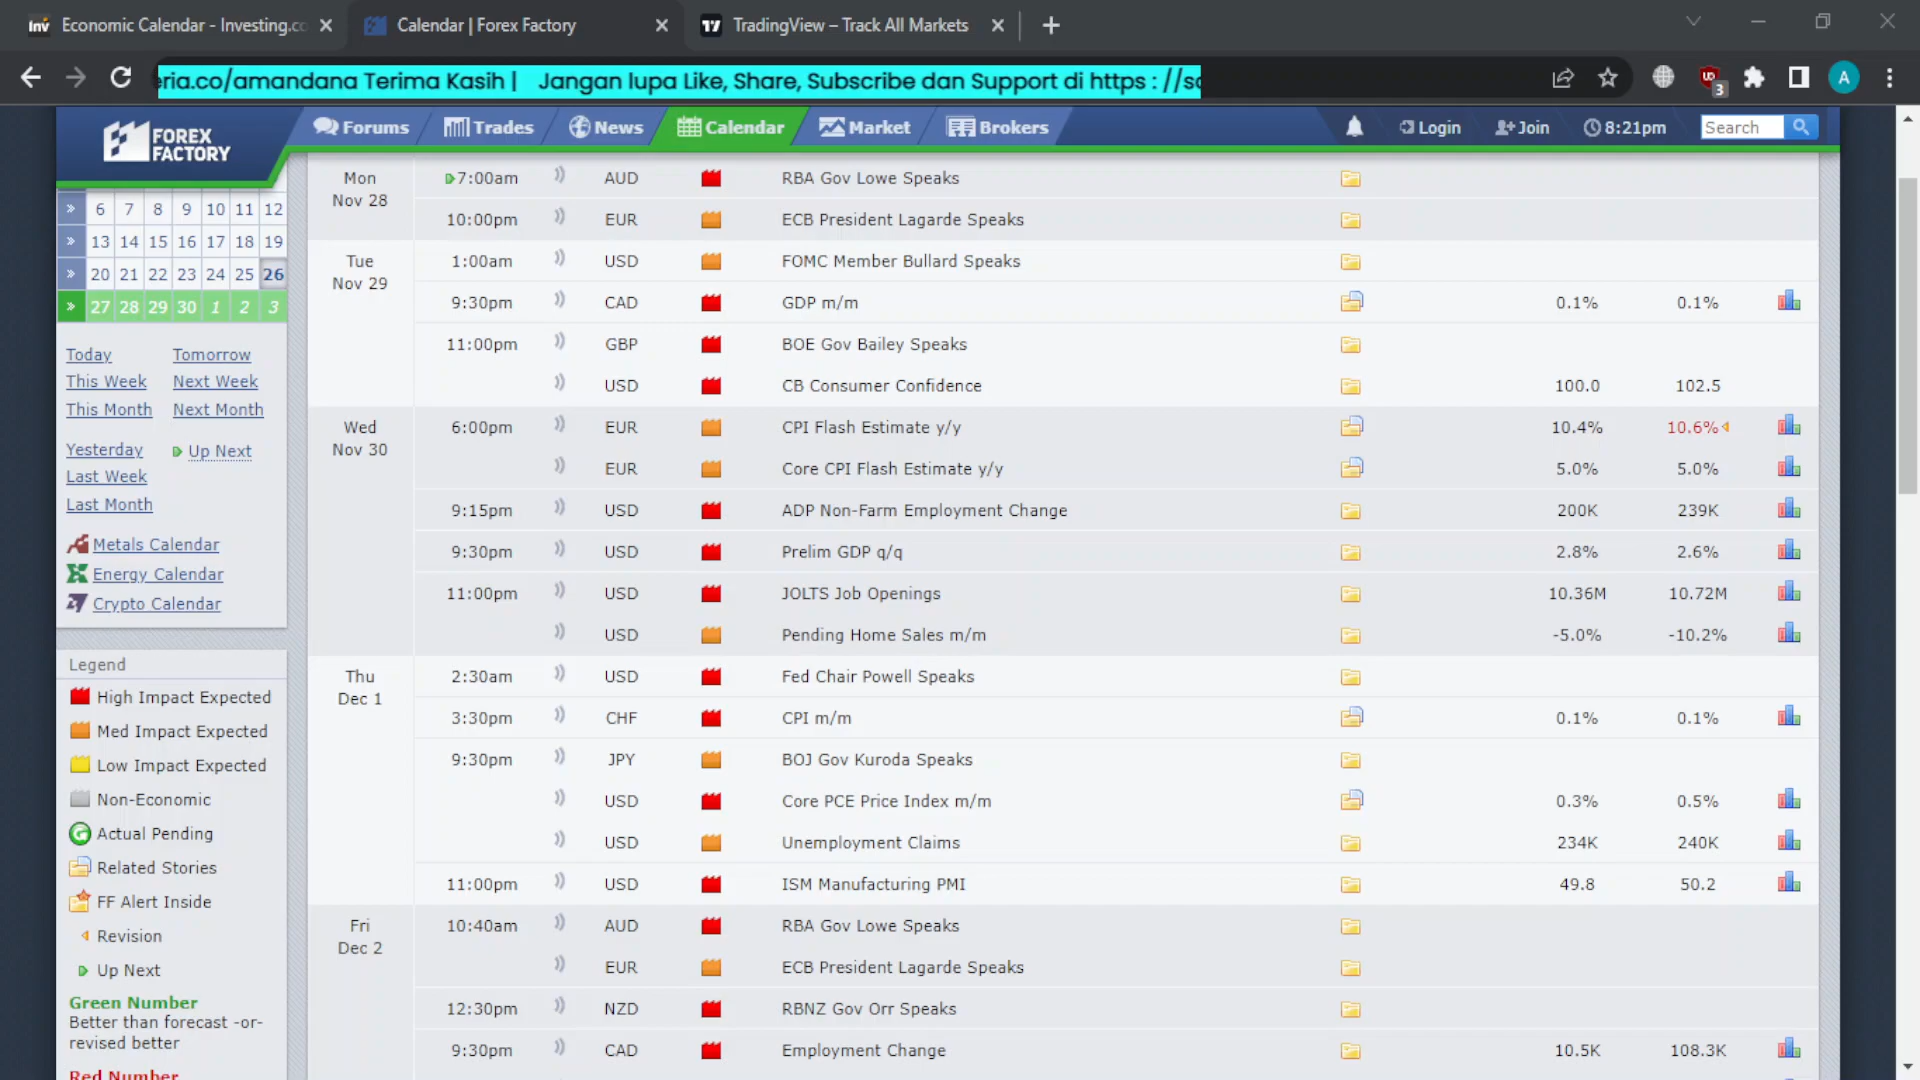 Economic Calendar - Investing.co
Calendar | Forex Factory
TradingView – Track All Markets
eria.co/amandana Terima Kasih | Jangan lupa Like, Share, Subscribe dan Support di https : //sc
3
A
FOREX FACTORY
Forums
Trades
News
Calendar
Market
Brokers
Login
Join
8:21pm
Search
6 7 8 9 10 11 12
13 14 15 16 17 18 19
20 21 22 23 24 25 26
27 28 29 30 1 2 3
Today Tomorrow
This Week Next Week
This Month Next Month
Yesterday Up Next
Last Week
Last Month
Metals Calendar
Energy Calendar
Crypto Calendar
Legend
High Impact Expected
Med Impact Expected
Low Impact Expected
Non-Economic
Actual Pending
Related Stories
FF Alert Inside
Revision
Up Next
Green Number
Better than forecast -or-
revised better
Red Number
Mon Nov 28 7:00am AUD RBA Gov Lowe Speaks
10:00pm EUR ECB President Lagarde Speaks
Tue Nov 29 1:00am USD FOMC Member Bullard Speaks
9:30pm CAD GDP m/m 0.1% 0.1%
11:00pm GBP BOE Gov Bailey Speaks
USD CB Consumer Confidence 100.0 102.5
Wed Nov 30 6:00pm EUR CPI Flash Estimate y/y 10.4% 10.6%
EUR Core CPI Flash Estimate y/y 5.0% 5.0%
9:15pm USD ADP Non-Farm Employment Change 200K 239K
9:30pm USD Prelim GDP q/q 2.8% 2.6%
11:00pm USD JOLTS Job Openings 10.36M 10.72M
USD Pending Home Sales m/m -5.0% -10.2%
Thu Dec 1 2:30am USD Fed Chair Powell Speaks
3:30pm CHF CPI m/m 0.1% 0.1%
9:30pm JPY BOJ Gov Kuroda Speaks
USD Core PCE Price Index m/m 0.3% 0.5%
USD Unemployment Claims 234K 240K
11:00pm USD ISM Manufacturing PMI 49.8 50.2
Fri Dec 2 10:40am AUD RBA Gov Lowe Speaks
EUR ECB President Lagarde Speaks
12:30pm NZD RBNZ Gov Orr Speaks
9:30pm CAD Employment Change 10.5K 108.3K